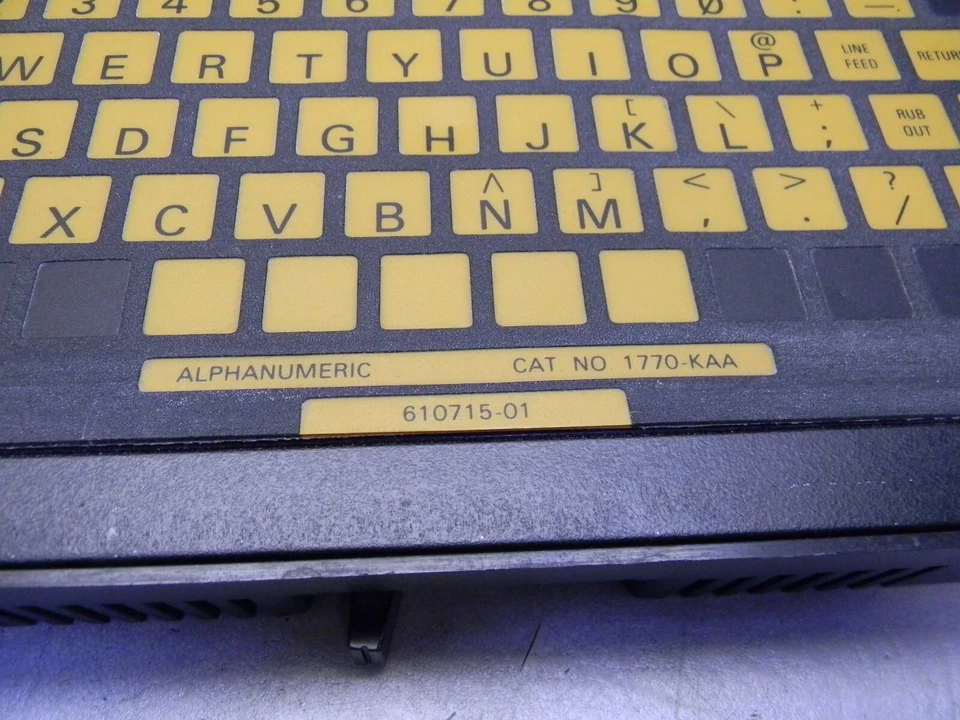 3 4 5 6 7 8 9 Ø : —
W E R T Y U I O @ P LINE FEED RETURN
S D F G H J [ K \ L + ; RUB OUT
X C V B ^ N ] M < , > . ? /
ALPHANUMERIC CAT NO. 1770-KAA
610715-01